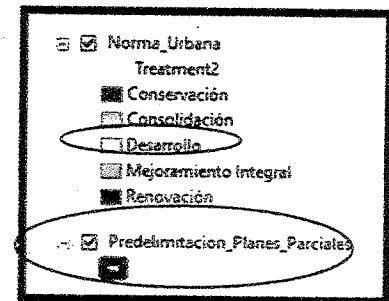 Norma_Urbana
Treatment2
Conservación
Consolidación
Desarrollo
Mejoramiento Integral
Renovación
Predelimitacion_Planes_Parciales